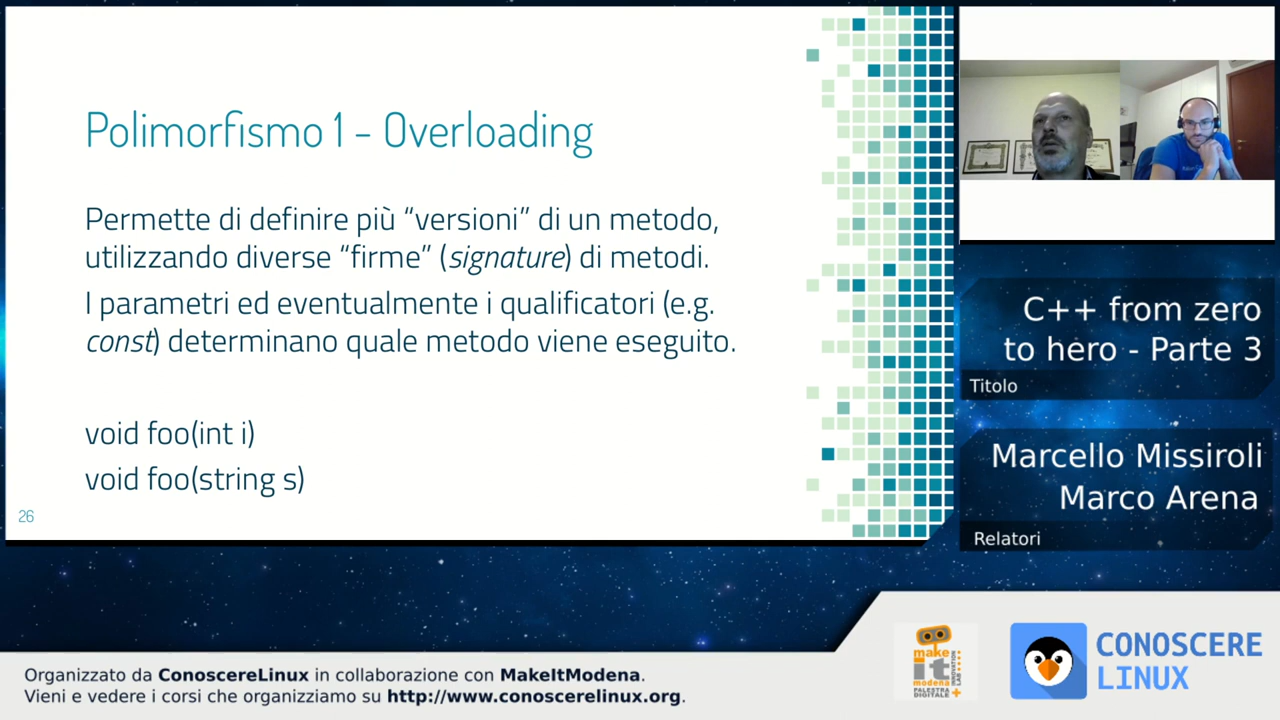 Polimorfismo 1 – Overloading
Permette di definire più “versioni” di un metodo,
utilizzando diverse “firme” (signature) di metodi.
I parametri ed eventualmente i qualificatori (e.g.
const) determinano quale metodo viene eseguito.
void foo(int i)
void foo(string s)
26
C++ from zero
to hero - Parte 3
Titolo
Marcello Missiroli
Marco Arena
Relatori
make
it
modena
PALESTRA
DIGITALE
INNOVATION
LAB
CONOSCERE
LINUX
Organizzato da ConoscereLinux in collaborazione con MakeItModena.
Vieni e vedere i corsi che organizziamo su http://www.conoscerelinux.org.